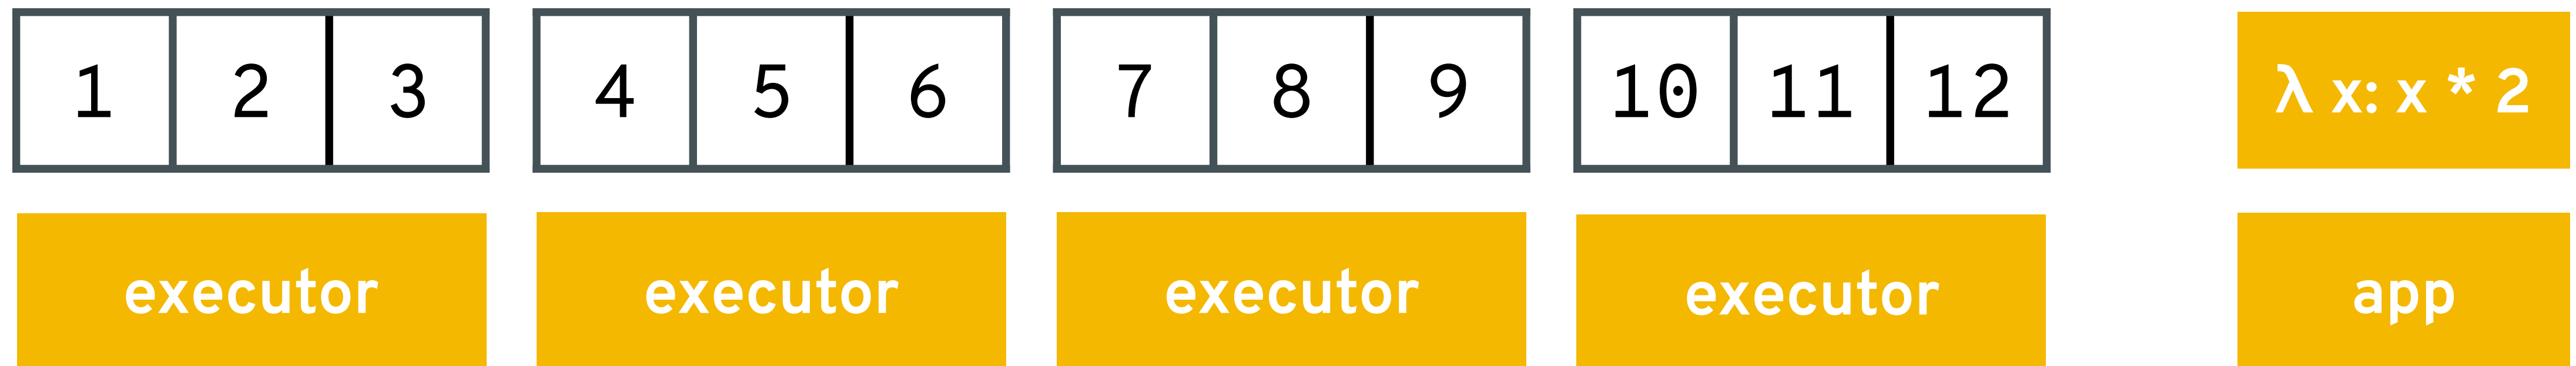 1 2 3 4 5 6 7 8 9 10 11 12 λ x: x * 2
executor executor executor executor app